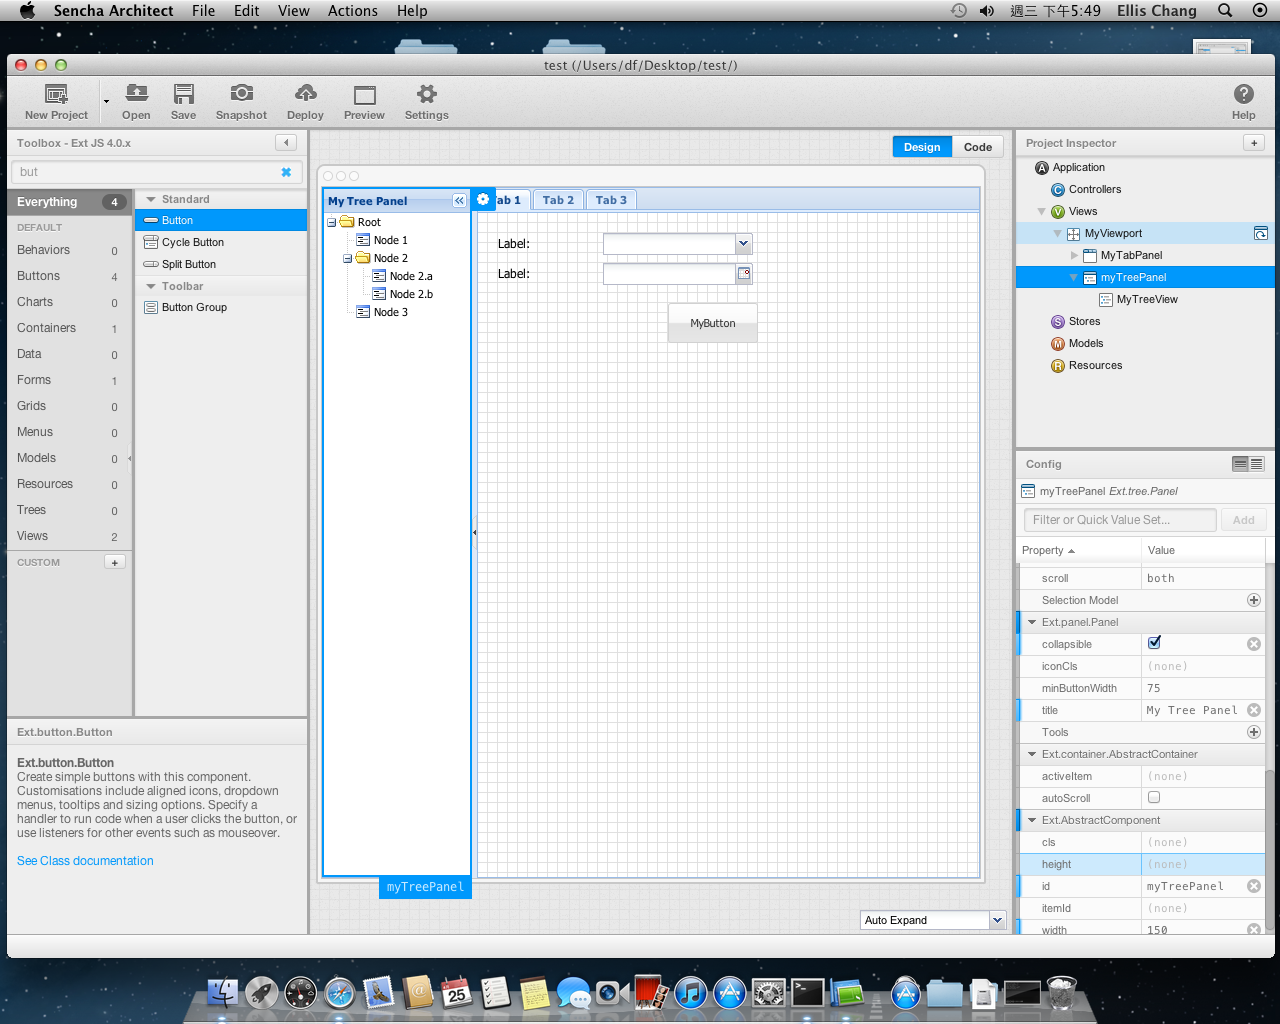 Sencha Architect File Edit View Actions Help 週三 下午5:49 Ellis Chang
test (/Users/df/Desktop/test/)
New Project Open Save Snapshot Deploy Preview Settings Help
Toolbox - Ext JS 4.0.x
but
Everything 4
DEFAULT
Behaviors 0
Buttons 4
Charts 0
Containers 1
Data 0
Forms 1
Grids 0
Menus 0
Models 0
Resources 0
Trees 0
Views 2
CUSTOM +
Standard
Button
Cycle Button
Split Button
Toolbar
Button Group
Ext.button.Button
Ext.button.Button
Create simple buttons with this component.
Customisations include aligned icons, dropdown
menus, tooltips and sizing options. Specify a
handler to run code when a user clicks the button, or
use listeners for other events such as mouseover.
See Class documentation
Design Code
My Tree Panel
Root
Node 1
Node 2
Node 2.a
Node 2.b
Node 3
myTreePanel
ab 1 Tab 2 Tab 3
Label:
Label:
MyButton
Auto Expand
Project Inspector +
Application
Controllers
Views
MyViewport
MyTabPanel
myTreePanel
MyTreeView
Stores
Models
Resources
Config
myTreePanel Ext.tree.Panel
Filter or Quick Value Set... Add
Property Value
scroll both
Selection Model
Ext.panel.Panel
collapsible
iconCls (none)
minButtonWidth 75
title My Tree Panel
Tools
Ext.container.AbstractContainer
activeItem (none)
autoScroll
Ext.AbstractComponent
cls (none)
height (none)
id myTreePanel
itemId (none)
width 150
25